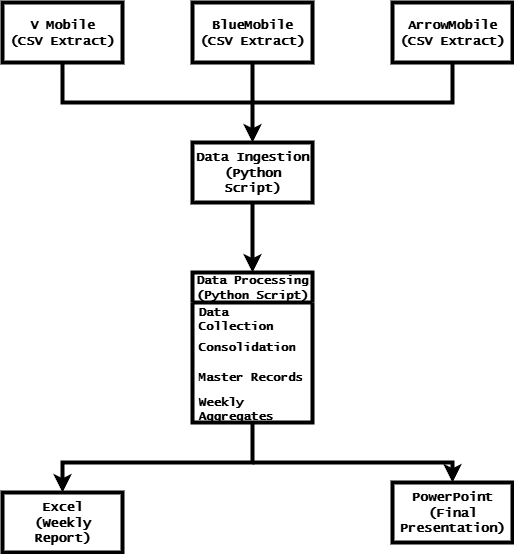 V Mobile
(CSV Extract)
BlueMobile
(CSV Extract)
ArrowMobile
(CSV Extract)
Data Ingestion
(Python
Script)
Data Processing
(Python Script)
Data
Collection
Consolidation
Master Records
Weekly
Aggregates
Excel
(Weekly
Report)
PowerPoint
(Final
Presentation)